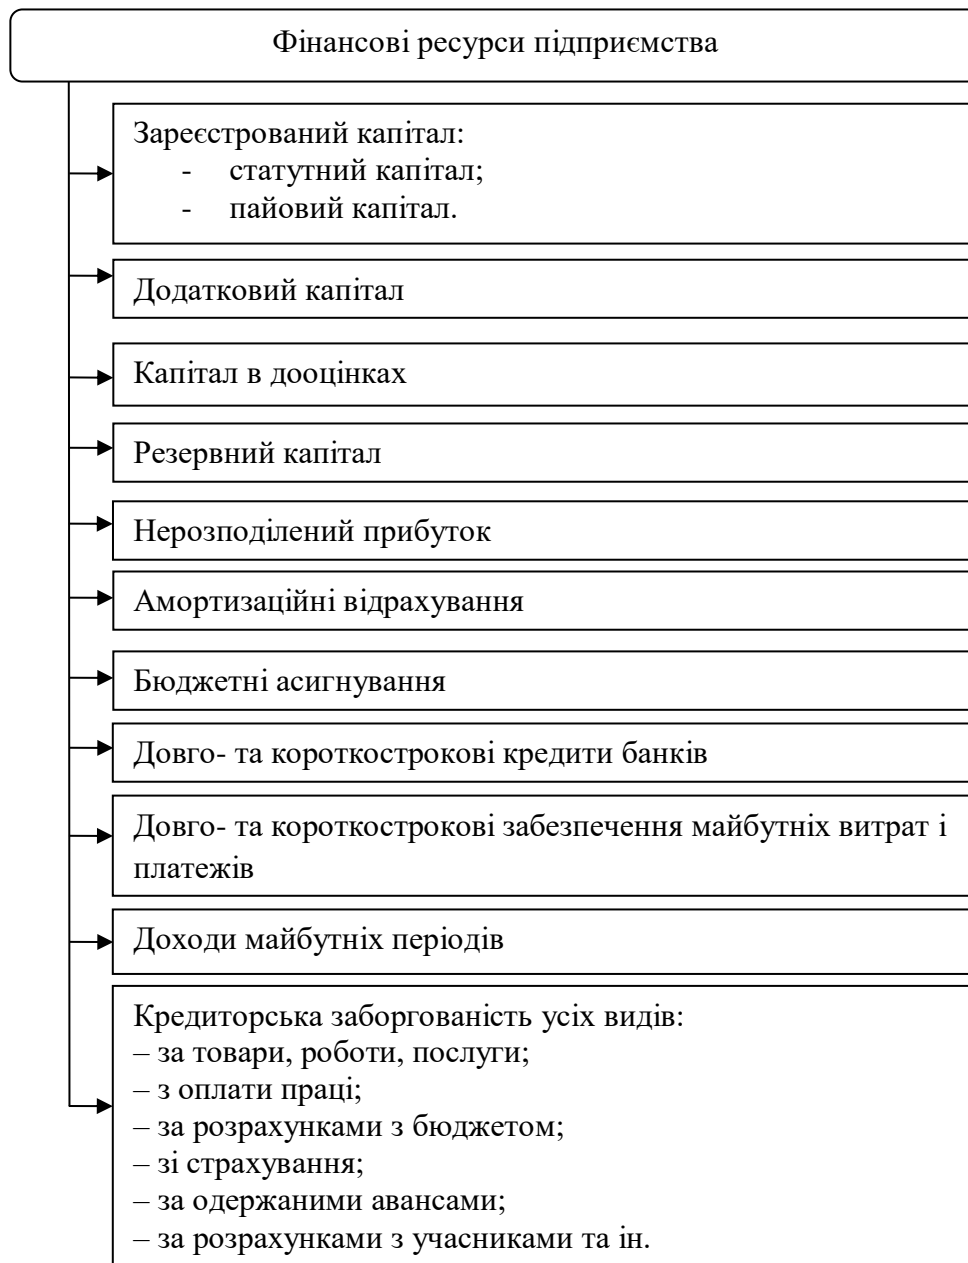 Фінансові ресурси підприємства
Зареєстрований капітал:
- статутний капітал;
- пайовий капітал.
Додатковий капітал
Капітал в дооцінках
Резервний капітал
Нерозподілений прибуток
Амортизаційні відрахування
Бюджетні асигнування
Довго- та короткострокові кредити банків
Довго- та короткострокові забезпечення майбутніх витрат і
платежів
Доходи майбутніх періодів
Кредиторська заборгованість усіх видів:
– за товари, роботи, послуги;
– з оплати праці;
– за розрахунками з бюджетом;
– зі страхування;
– за одержаними авансами;
– за розрахунками з учасниками та ін.